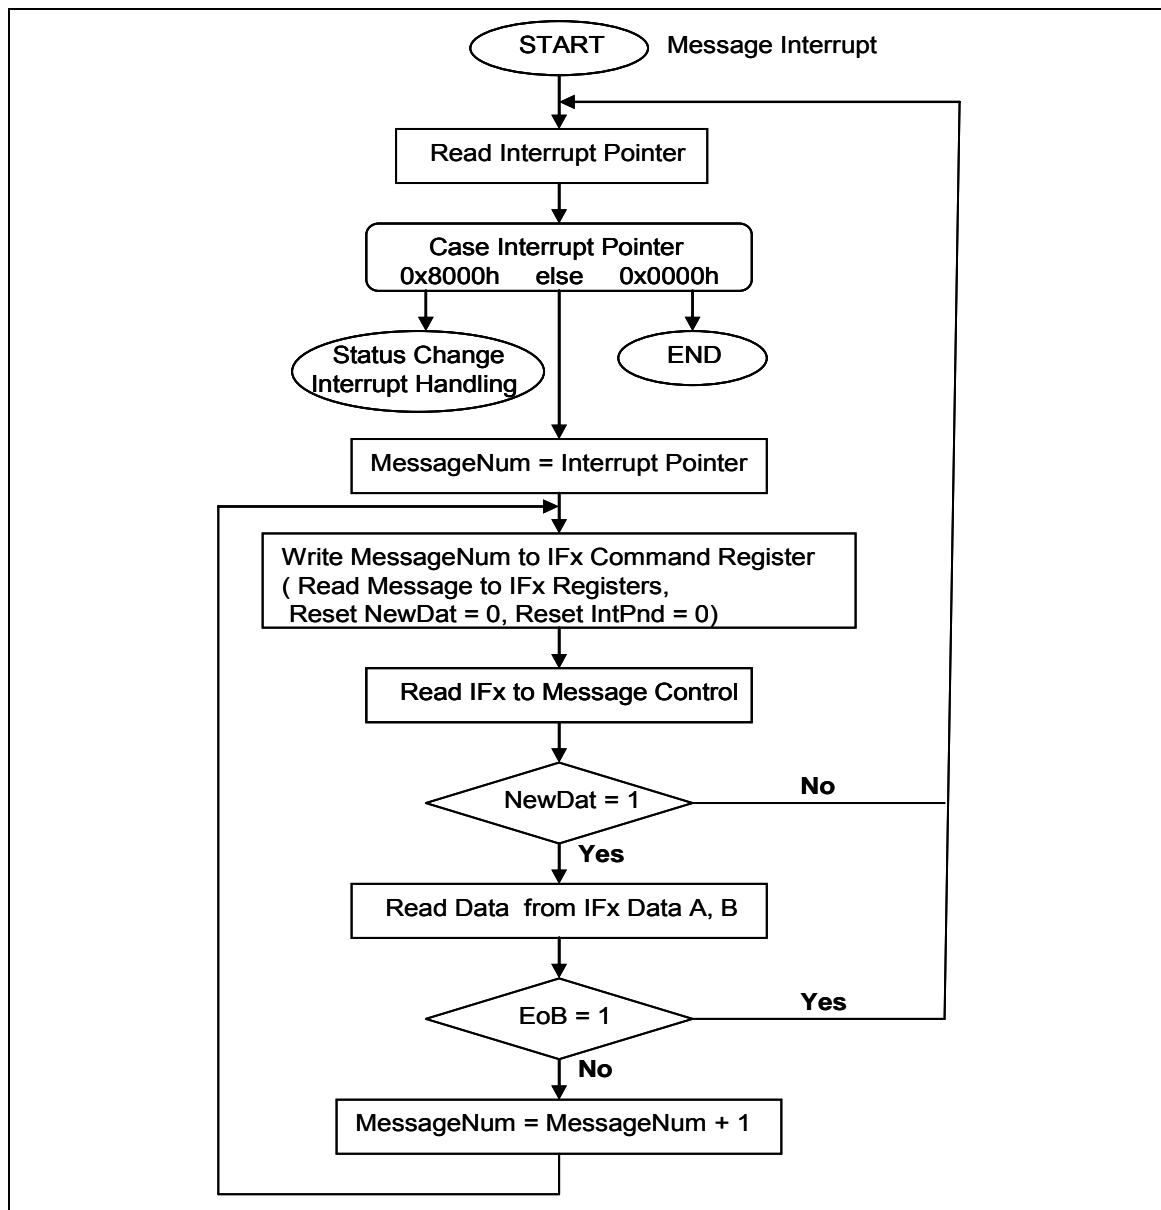 START
Message Interrupt
Read Interrupt Pointer
Case Interrupt Pointer
0x8000h else 0x0000h
Status Change
Interrupt Handling
END
MessageNum = Interrupt Pointer
Write MessageNum to IFx Command Register
( Read Message to IFx Registers,
Reset NewDat = 0, Reset IntPnd = 0)
Read IFx to Message Control
NewDat = 1
No
Yes
Read Data from IFx Data A, B
EoB = 1
Yes
No
MessageNum = MessageNum + 1